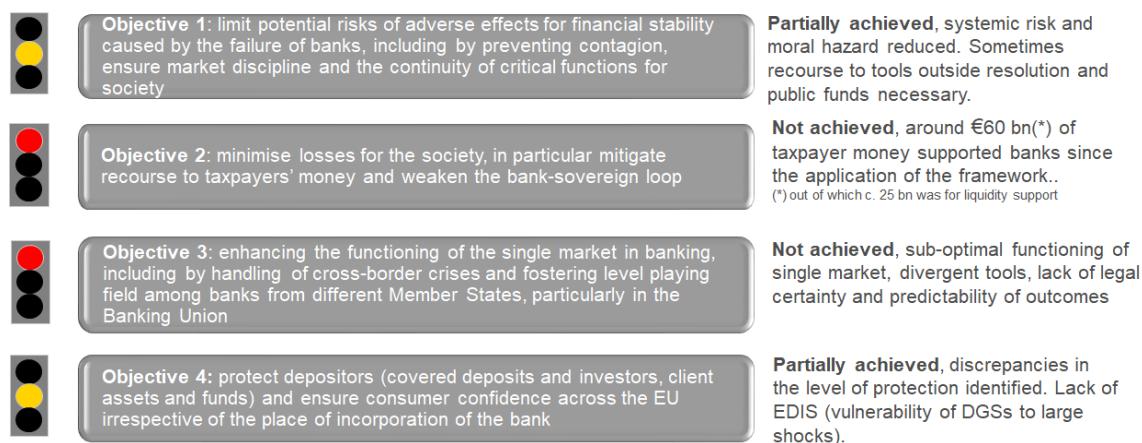 Objective 1: limit potential risks of adverse effects for financial stability
caused by the failure of banks, including by preventing contagion,
ensure market discipline and the continuity of critical functions for
society
Partially achieved, systemic risk and
moral hazard reduced. Sometimes
recourse to tools outside resolution and
public funds necessary.
Objective 2: minimise losses for the society, in particular mitigate
recourse to taxpayers' money and weaken the bank-sovereign loop
Not achieved, around €60 bn(*) of
taxpayer money supported banks since
the application of the framework..
(*) out of which c. 25 bn was for liquidity support
Objective 3: enhancing the functioning of the single market in banking,
including by handling of cross-border crises and fostering level playing
field among banks from different Member States, particularly in the
Banking Union
Not achieved, sub-optimal functioning of
single market, divergent tools, lack of legal
certainty and predictability of outcomes
Objective 4: protect depositors (covered deposits and investors, client
assets and funds) and ensure consumer confidence across the EU
irrespective of the place of incorporation of the bank
Partially achieved, discrepancies in
the level of protection identified. Lack of
EDIS (vulnerability of DGSs to large
shocks).